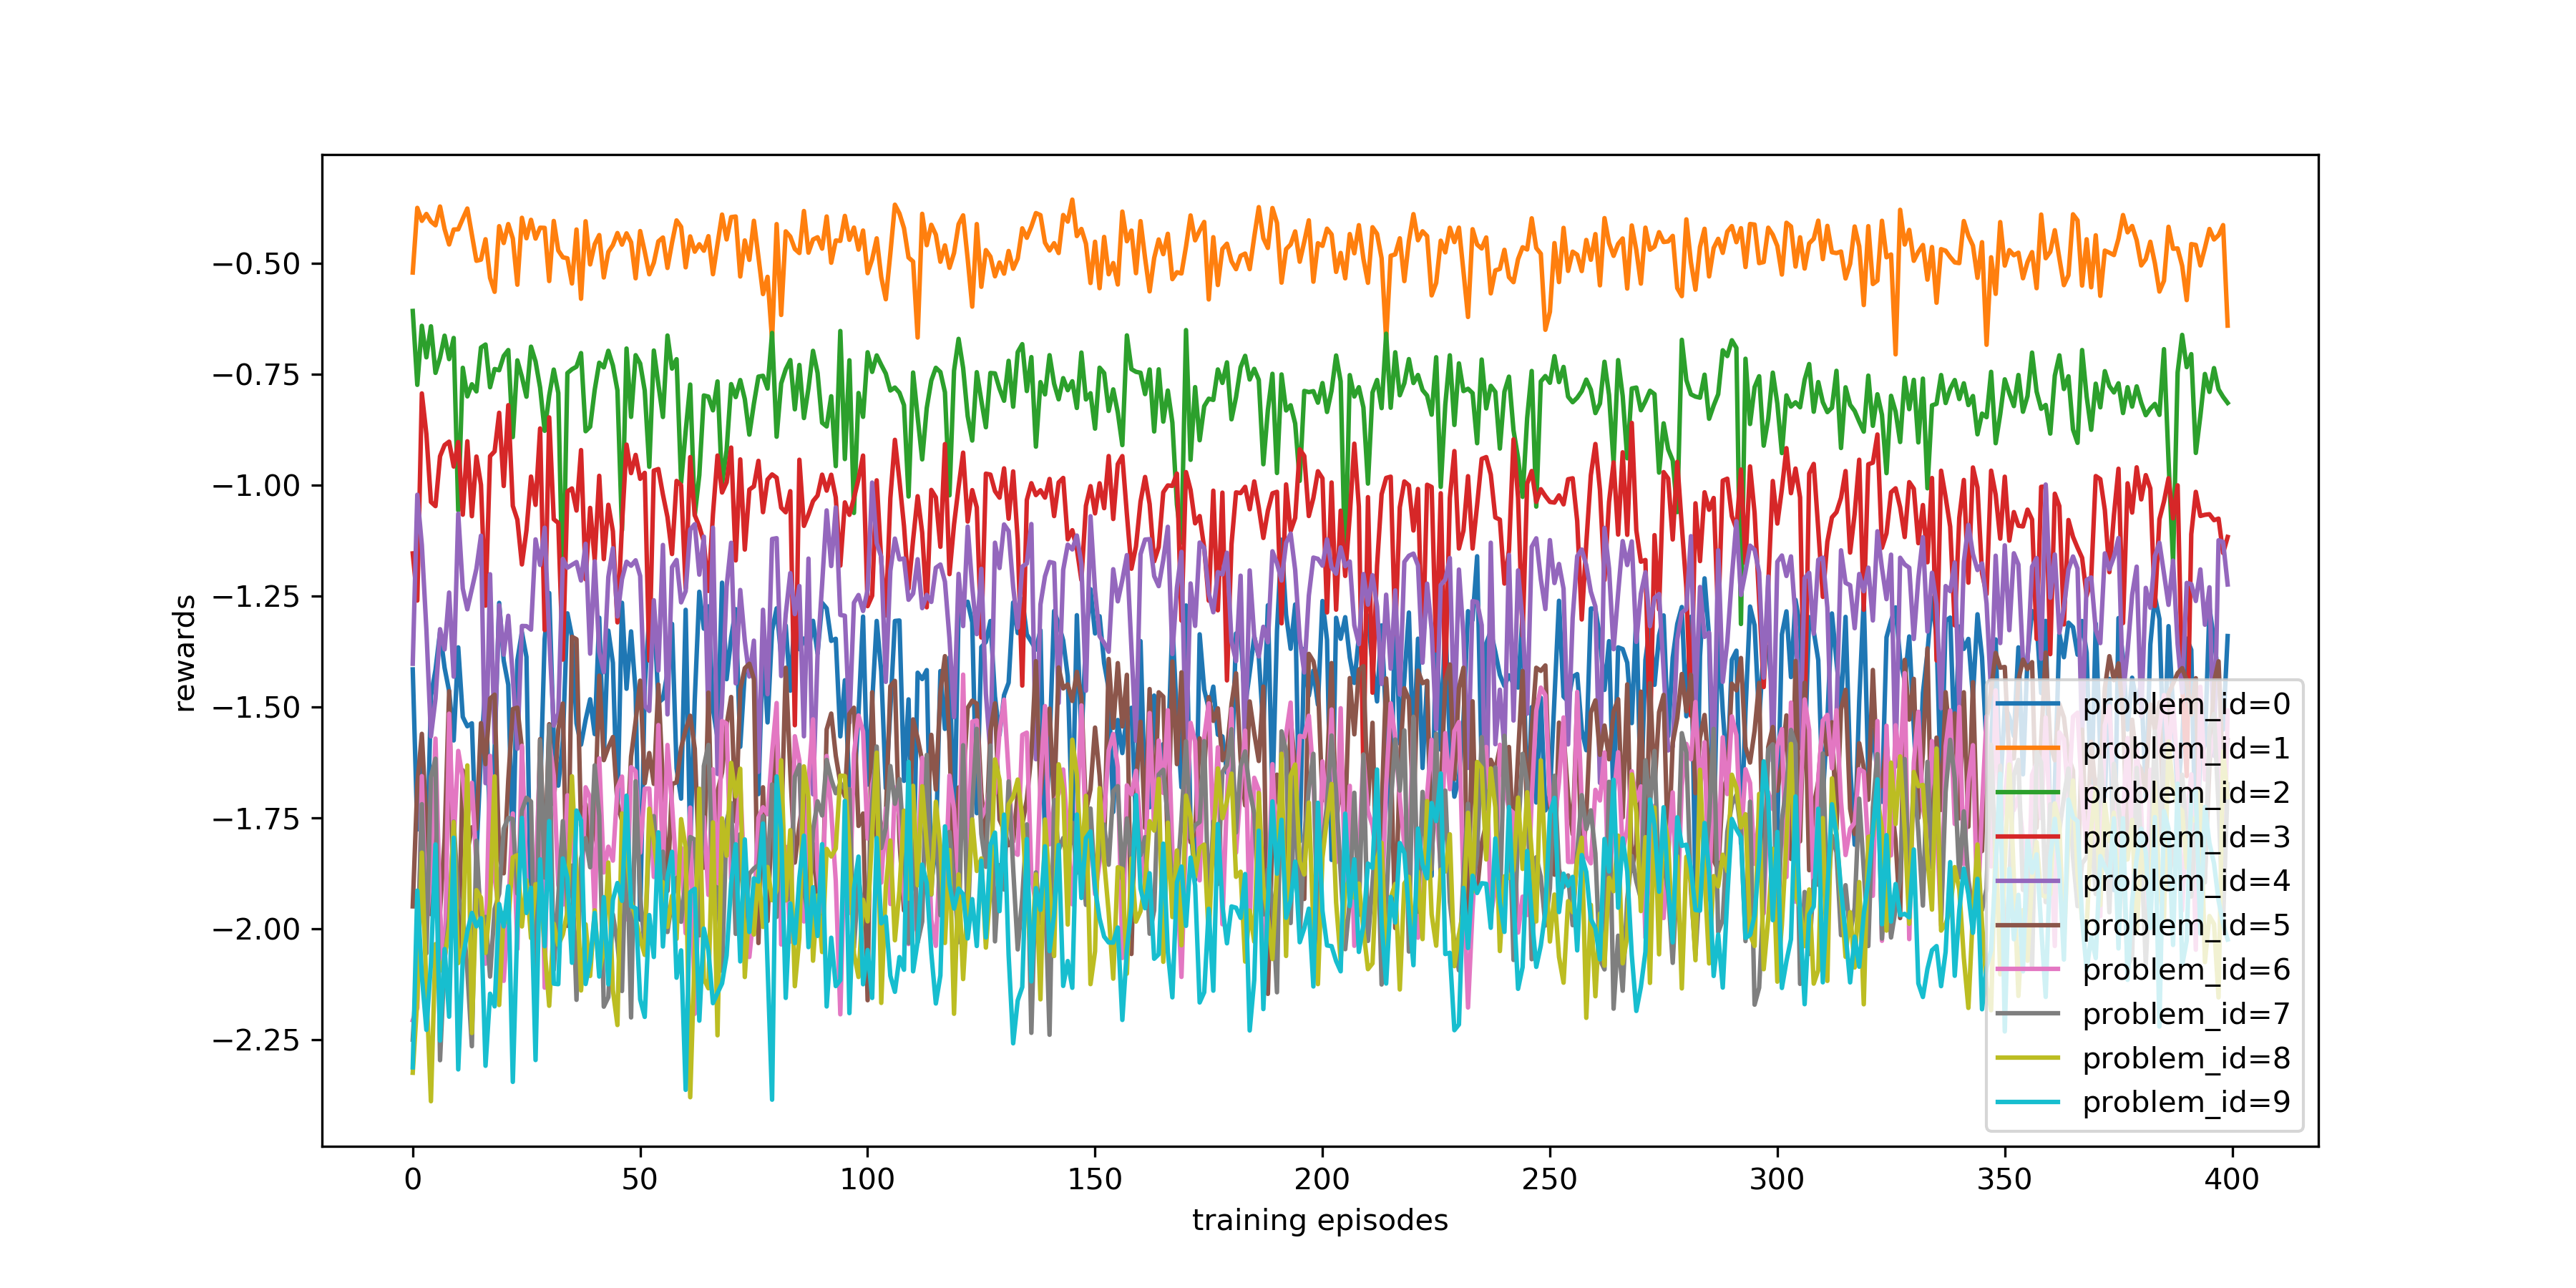 rewards
−0.50
−0.75
−1.00
−1.25
−1.50
−1.75
−2.00
−2.25
problem_id=0
problem_id=1
problem_id=2
problem_id=3
problem_id=4
problem_id=5
problem_id=6
problem_id=7
problem_id=8
problem_id=9
0 50 100 150 200 250 300 350 400
training episodes